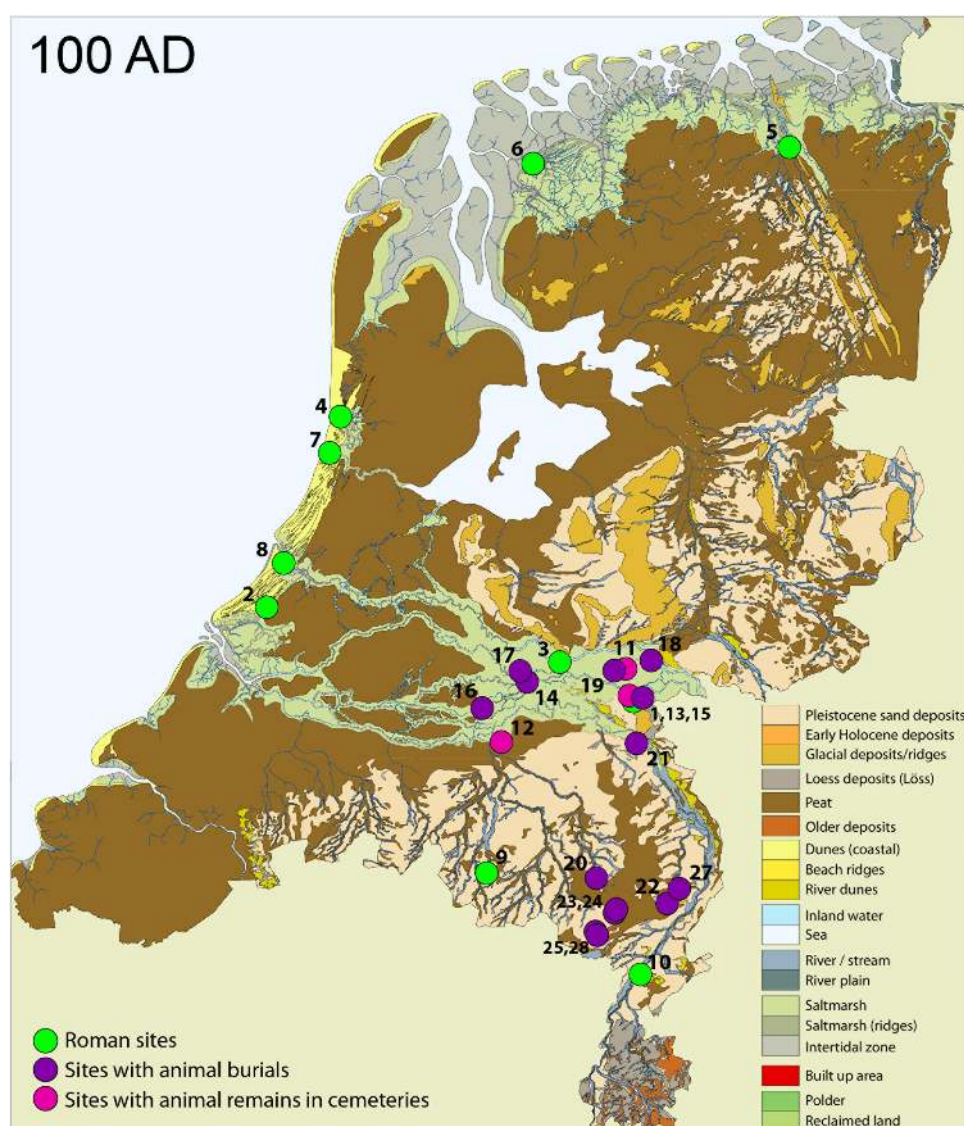 100 AD
5
6
4
7
8
2
3
11
18
17
19
14
16
1,13,15
12
21
9
20
27
22
23,24
25,28
10
Roman sites
Sites with animal burials
Sites with animal remains in cemeteries
Pleistocene sand deposits
Early Holocene deposits
Glacial deposits/ridges
Loess deposits (Löss)
Peat
Older deposits
Dunes (coastal)
Beach ridges
River dunes
Inland water
Sea
River / stream
River plain
Saltmarsh
Saltmarsh (ridges)
Intertidal zone
Built up area
Polder
Reclaimed land